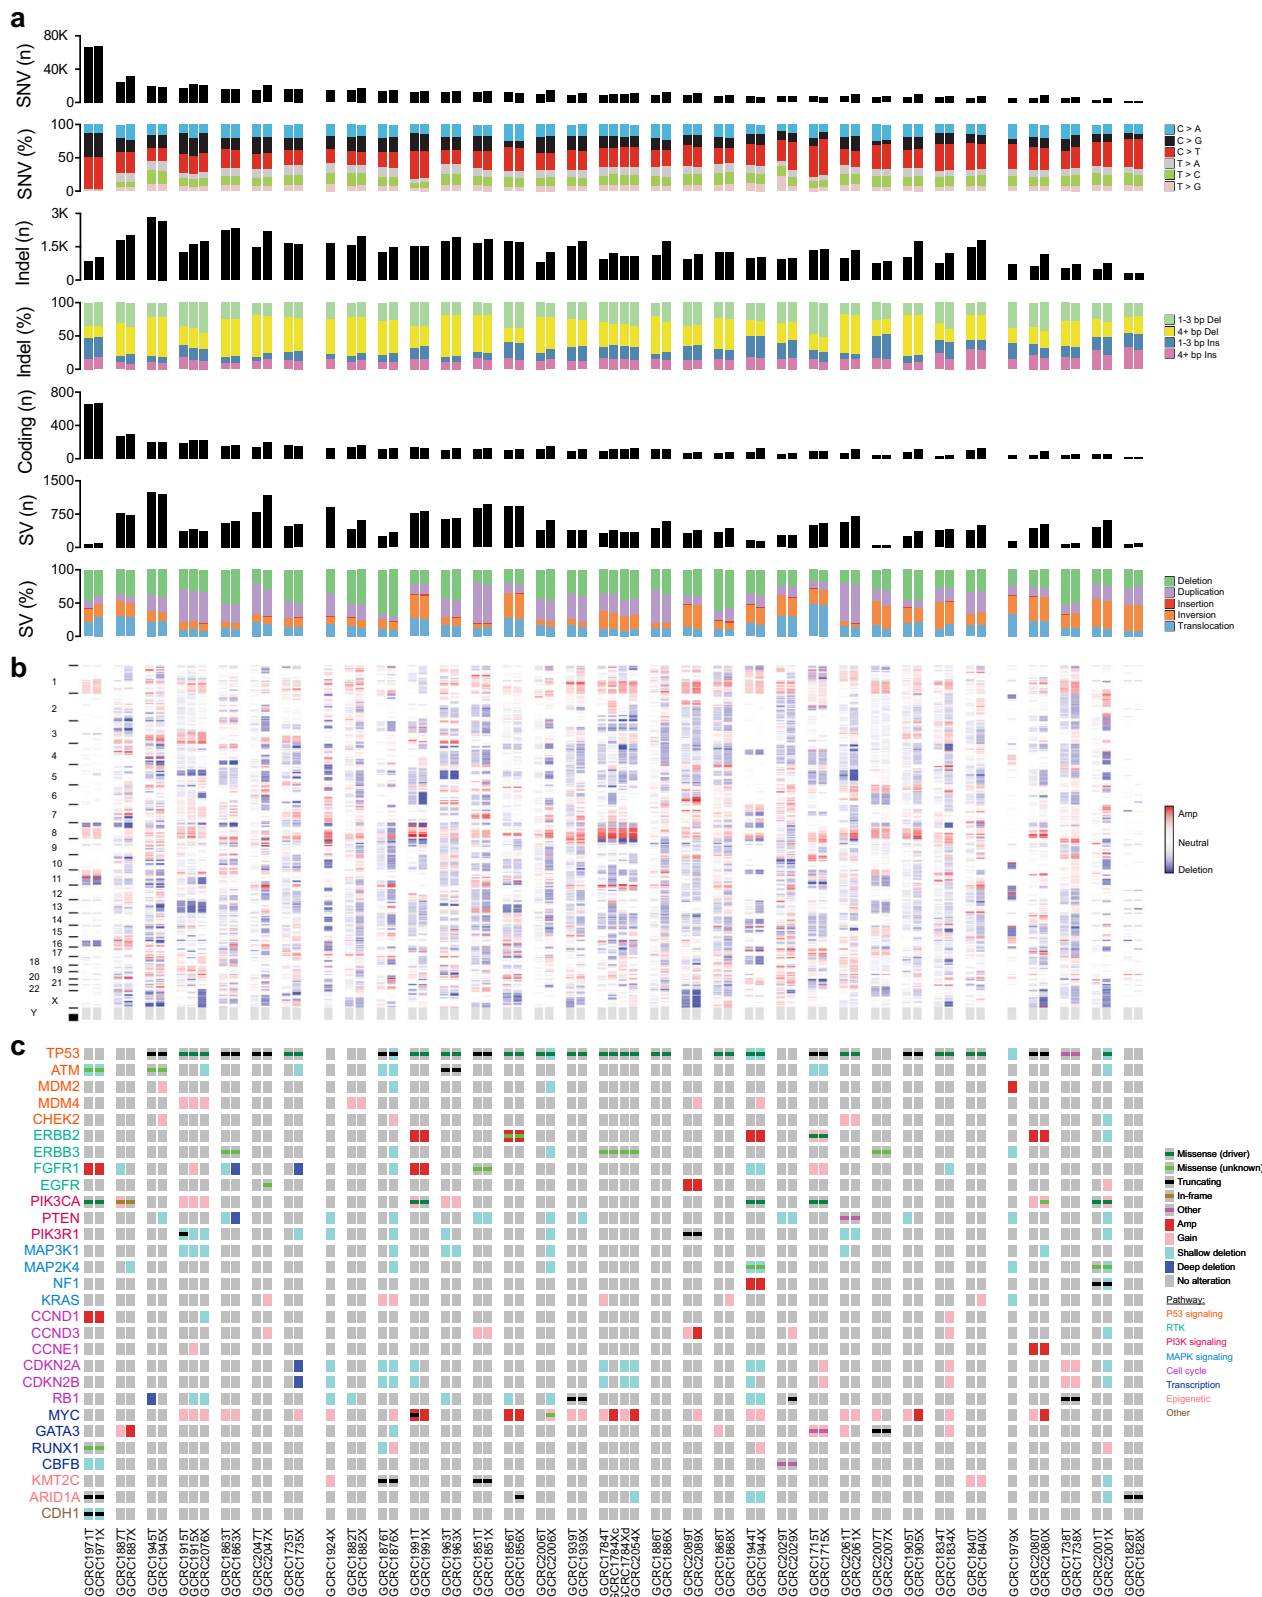 a
SNV (n)
80K
40K
0
SNV (%)
100
50
0
C > A
C > G
C > T
T > A
T > C
T > G
Indel (n)
3K
1.5K
0
Indel (%)
100
50
0
1-3 bp Del
4+ bp Del
1-3 bp Ins
4+ bp Ins
Coding (n)
800
400
0
SV (n)
1500
750
0
SV (%)
100
50
0
Deletion
Duplication
Insertion
Inversion
Translocation
b
1
2
3
4
5
6
7
8
9
10
11
12
13
14
15
16
17
18
19
20
21
22
X
Y
Amp
Neutral
Deletion
c
TP53
ATM
MDM2
MDM4
CHEK2
ERBB2
ERBB3
FGFR1
EGFR
PIK3CA
PTEN
PIK3R1
MAP3K1
MAP2K4
NF1
KRAS
CCND1
CCND3
CCNE1
CDKN2A
CDKN2B
RB1
MYC
GATA3
RUNX1
CBFB
KMT2C
ARID1A
CDH1
Missense (driver)
Missense (unknown)
Truncating
In-frame
Other
Amp
Gain
Shallow deletion
Deep deletion
No alteration
Pathway:
P53 signaling
RTK
PI3K signaling
MAPK signaling
Cell cycle
Transcription
Epigenetic
Other
GCRC1971T
GCRC1971X
GCRC1887T
GCRC1887X
GCRC1945T
GCRC1945X
GCRC1915T
GCRC1915X
GCRC2076X
GCRC1863T
GCRC1863X
GCRC2047T
GCRC2047X
GCRC1735T
GCRC1735X
GCRC1924X
GCRC1882T
GCRC1882X
GCRC1876T
GCRC1876X
GCRC1991T
GCRC1991X
GCRC1963T
GCRC1963X
GCRC1851T
GCRC1851X
GCRC1856T
GCRC1856X
GCRC2006T
GCRC2006X
GCRC1939T
GCRC1939X
GCRC1784T
GCRC1784Xc
GCRC1784Xd
GCRC2054X
GCRC1886T
GCRC1886X
GCRC2089T
GCRC2089X
GCRC1868T
GCRC1868X
GCRC1944T
GCRC1944X
GCRC2029T
GCRC2029X
GCRC1715T
GCRC1715X
GCRC2061T
GCRC2061X
GCRC2007T
GCRC2007X
GCRC1905T
GCRC1905X
GCRC1834T
GCRC1834X
GCRC1840T
GCRC1840X
GCRC1979X
GCRC2080T
GCRC2080X
GCRC1738T
GCRC1738X
GCRC2001T
GCRC2001X
GCRC1828T
GCRC1828X